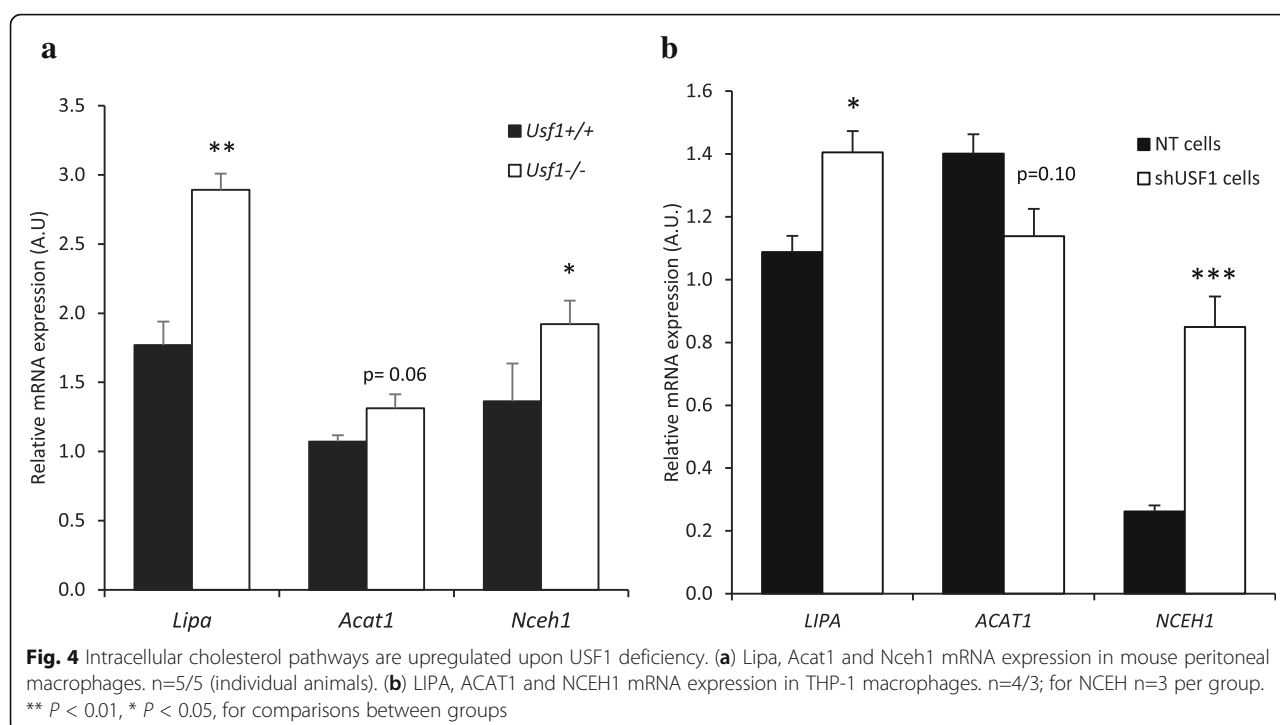 a
3.5
3.0
2.5
2.0
1.5
1.0
0.5
0.0
Relative mRNA expression (A.U)
**
p= 0.06
*
Usf1+/+
Usf1-/-
Lipa
Acat1
Nceh1
b
1.6
1.4
1.2
1.0
0.8
0.6
0.4
0.2
0.0
Relative mRNA expression (A.U.)
*
p=0.10
***
NT cells
shUSF1 cells
LIPA
ACAT1
NCEH1
Fig. 4 Intracellular cholesterol pathways are upregulated upon USF1 deficiency. (a) Lipa, Acat1 and Nceh1 mRNA expression in mouse peritoneal
macrophages. n=5/5 (individual animals). (b) LIPA, ACAT1 and NCEH1 mRNA expression in THP-1 macrophages. n=4/3; for NCEH n=3 per group.
** P < 0.01, * P < 0.05, for comparisons between groups